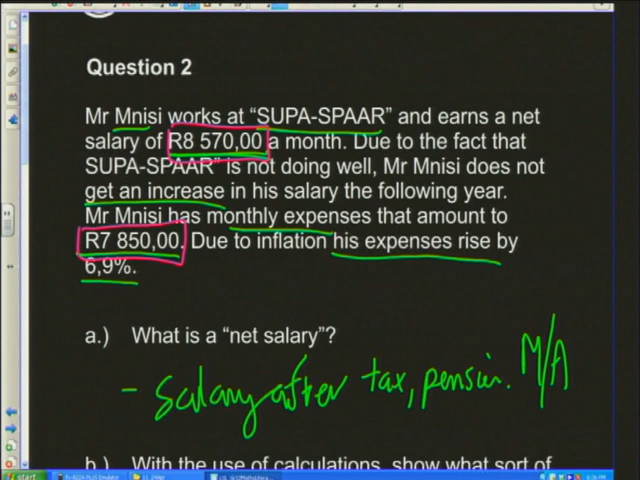 Question 2
Mr Mnisi works at “SUPA-SPAAR” and earns a net
salary of R8 570,00 a month. Due to the fact that
SUPA-SPAAR” is not doing well, Mr Mnisi does not
get an increase in his salary the following year.
Mr Mnisi has monthly expenses that amount to
R7 850,00. Due to inflation his expenses rise by
6,9%.
a.) What is a “net salary”?
- Salary after tax, pension. M/A
b.) With the use of calculations, show what sort of
start